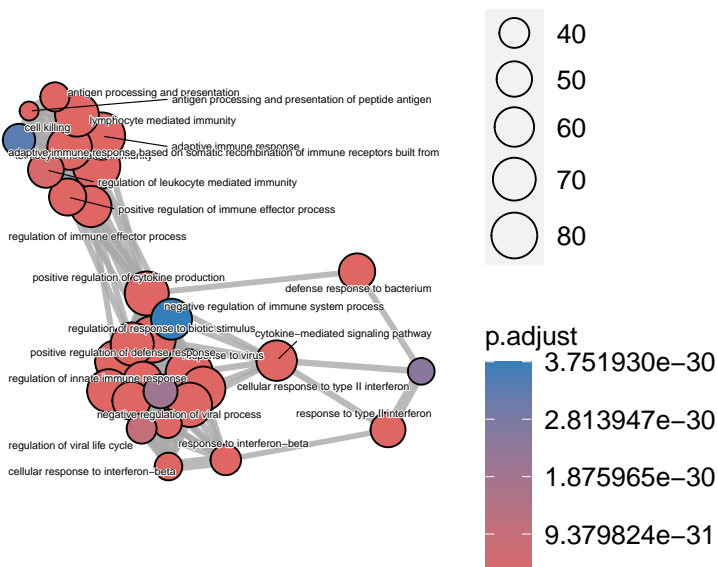 antigen processing and presentation
antigen processing and presentation of peptide antigen
lymphocyte mediated immunity
cell killing
adaptive immune response
adaptive immune response based on somatic recombination of immune receptors built from
mediated immunity
regulation of leukocyte mediated immunity
positive regulation of immune effector process
regulation of immune effector process
positive regulation of cytokine production
defense response to bacterium
negative regulation of immune system process
regulation of response to biotic stimulus
cytokine−mediated signaling pathway
positive regulation of defense response
response to virus
regulation of innate immune response
cellular response to type II interferon
negative regulation of viral process
response to type II interferon
regulation of viral life cycle
response to interferon−beta
cellular response to interferon−beta
40
50
60
70
80
p.adjust
3.751930e−30
2.813947e−30
1.875965e−30
9.379824e−31